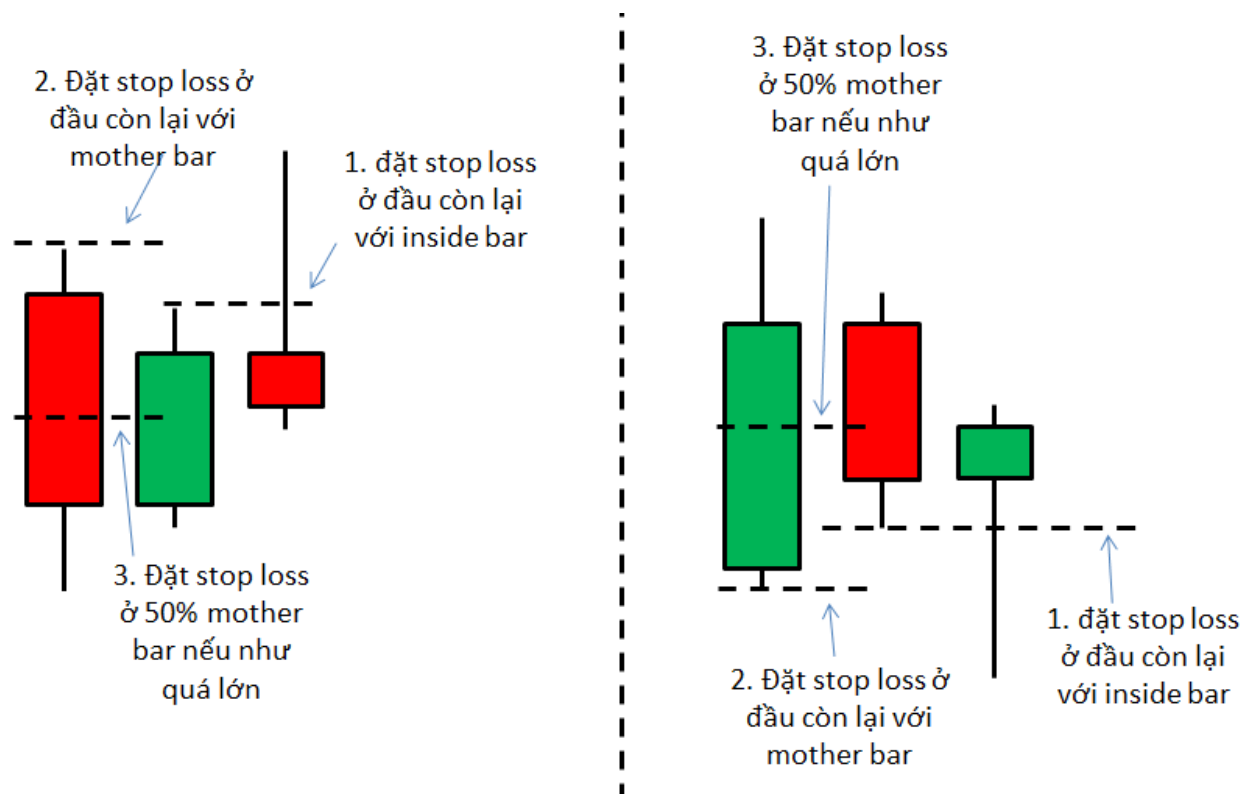 2. Đặt stop loss ở
đầu còn lại với
mother bar
1. đặt stop loss
ở đầu còn lại
với inside bar
3. Đặt stop loss
ở 50% mother
bar nếu như
quá lớn
3. Đặt stop loss
ở 50% mother
bar nếu như
quá lớn
1. đặt stop loss
ở đầu còn lại
với inside bar
2. Đặt stop loss ở
đầu còn lại với
mother bar